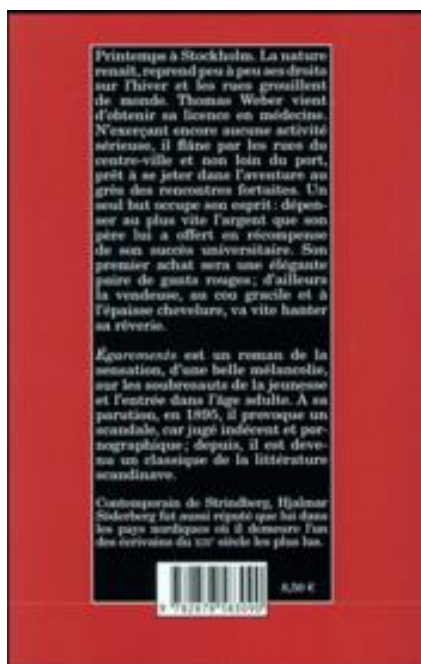 Printemps à Stockholm. La nature
renaît, reprend peu à peu ses droits
sur l'hiver et les rues grouillent
de monde. Thomas Weber vient
d'obtenir sa licence en médecine.
N'exerçant encore aucune activité
sérieuse, il flâne par les rues du
centre-ville et non loin du port,
prêt à se jeter dans l'aventure au
grès des rencontres fortuites. Un
seul but occupe son esprit : dépen-
ser au plus vite l'argent que son
père lui a offert en récompense
de son succès universitaire. Son
premier achat sera une élégante
paire de gants rouges ; d'ailleurs
la vendeuse, au cou gracile et à
l'épaisse chevelure, va vite hanter
sa rêverie.
Égarements est un roman de la
sensation, d'une belle mélancolie,
sur les soubresauts de la jeunesse
et l'entrée dans l'âge adulte. À sa
parution, en 1895, il provoque un
scandale, car jugé indécent et por-
nographique ; depuis, il est deve-
nu un classique de la littérature
scandinave.
Contemporain de Strindberg, Hjalmar
Söderberg fut aussi réputé que lui dans
les pays nordiques où il demeure l'un
des écrivains du XIXe siècle les plus lus.
8,50 €